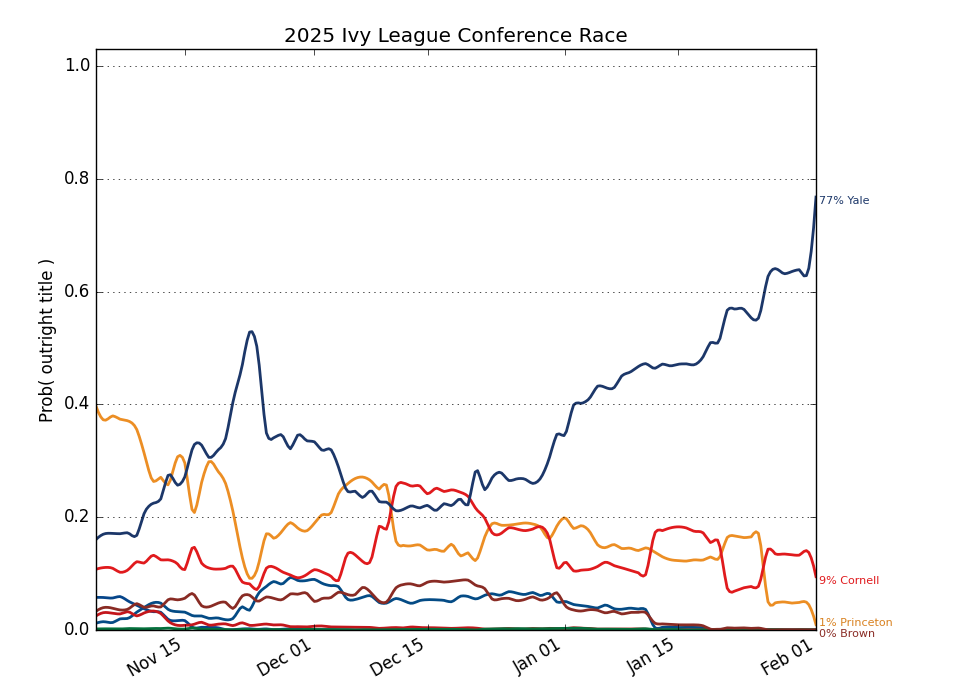 2025 Ivy League Conference Race
Prob( outright title )
1.0
0.8
0.6
0.4
0.2
0.0
77% Yale
9% Cornell
1% Princeton
0% Brown
Nov 15
Dec 01
Dec 15
Jan 01
Jan 15
Feb 01